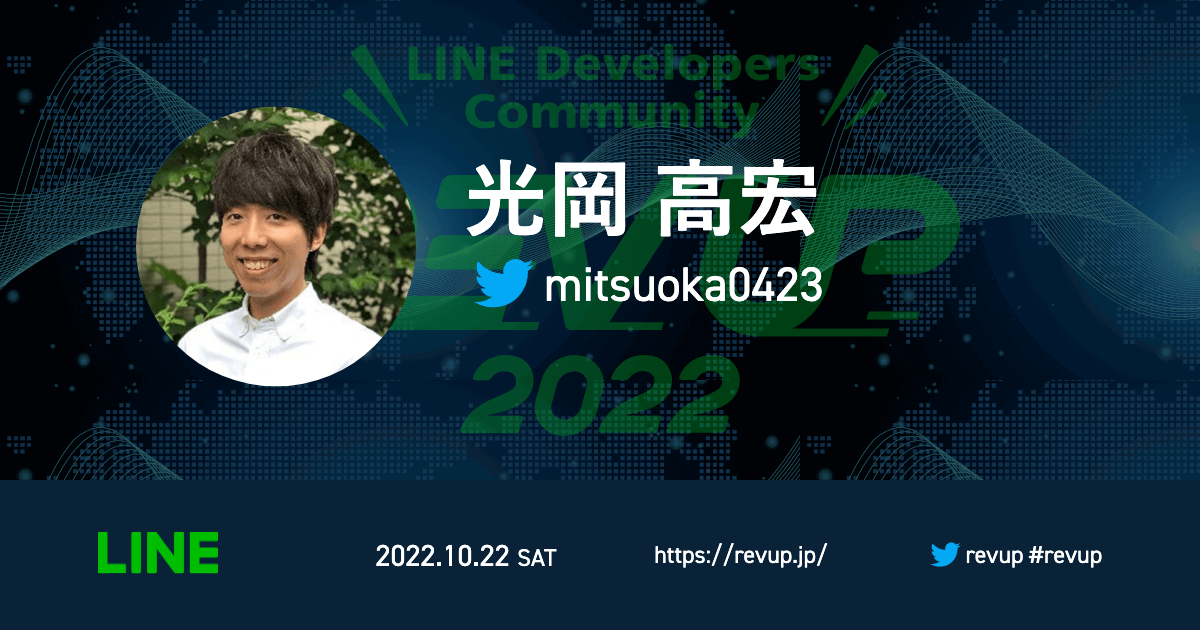 LINE Developers
Community
光岡 高宏
REVUP
mitsuoka0423
2022
LINE
2022.10.22 SAT
https://revup.jp/
revup #revup